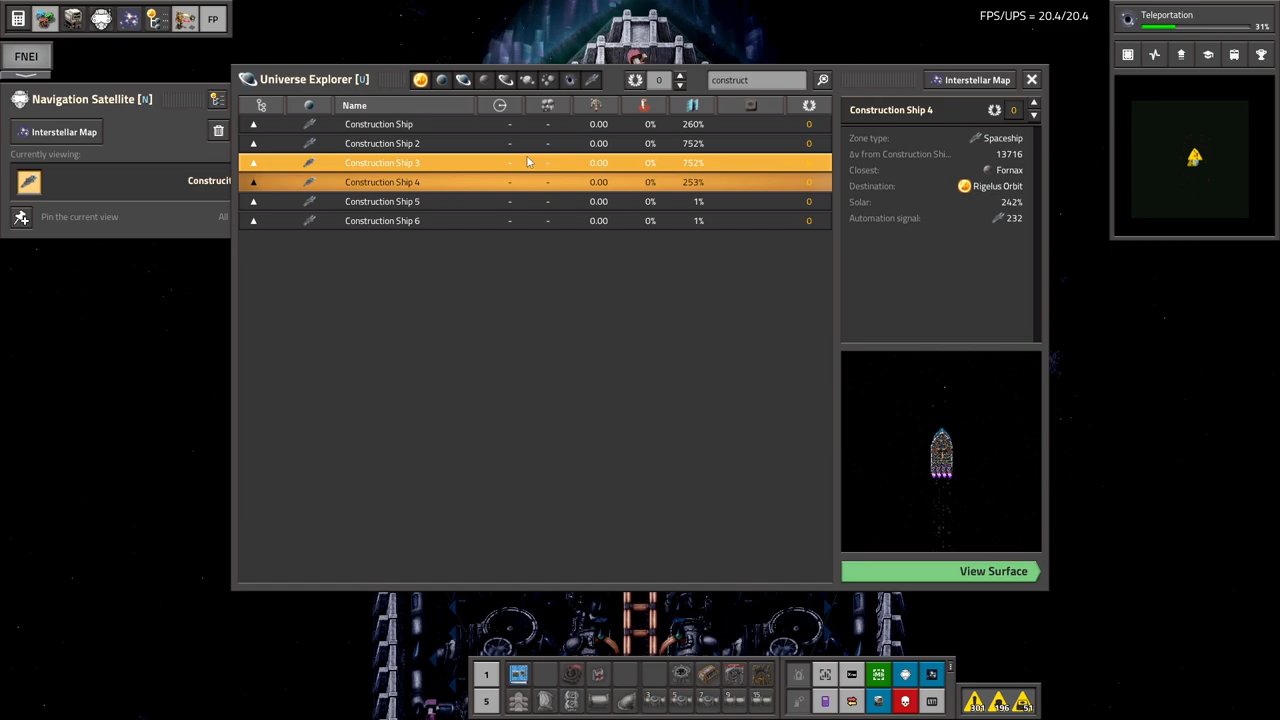 FP
FPS/UPS = 20.4/20.4
Teleportation
31%
FNEI
Universe Explorer [U]
0
construct
Interstellar Map
Navigation Satellite [N]
Interstellar Map
Currently viewing:
Pin the current view
All
Name
Construction Ship - - 0.00 0% 260% 0
Construction Ship 2 - - 0.00 0% 752% 0
Construction Ship 3 - - 0.00 0% 752% 0
Construction Ship 4 - - 0.00 0% 253% 0
Construction Ship 5 - - 0.00 0% 1% 0
Construction Ship 6 - - 0.00 0% 1% 0
Construction Ship 4
0
Zone type: Spaceship
Δv from Construction Shi... 13716
Closest: Fornax
Destination: Rigelus Orbit
Solar: 242%
Automation signal: 232
View Surface
1
5
301
196
51